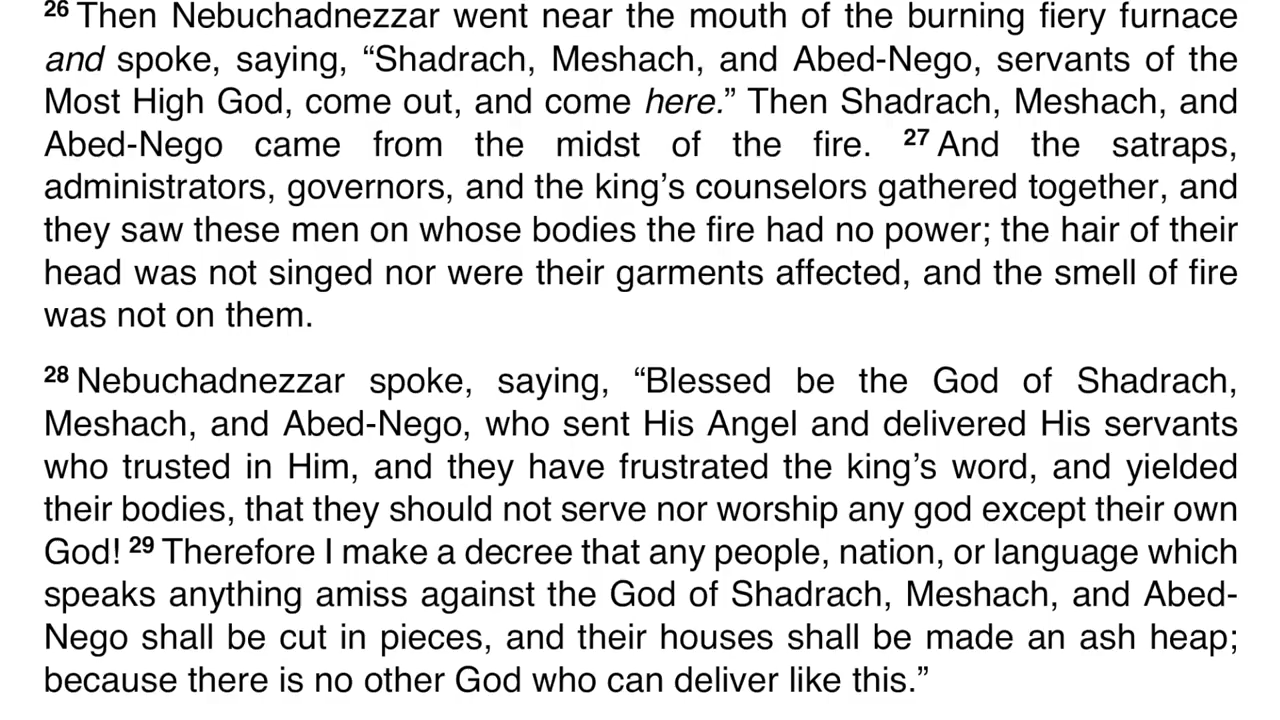 26 Then Nebuchadnezzar went near the mouth of the burning fiery furnace
and spoke, saying, “Shadrach, Meshach, and Abed-Nego, servants of the
Most High God, come out, and come here.” Then Shadrach, Meshach, and
Abed-Nego came from the midst of the fire. 27 And the satraps,
administrators, governors, and the king’s counselors gathered together, and
they saw these men on whose bodies the fire had no power; the hair of their
head was not singed nor were their garments affected, and the smell of fire
was not on them.
28 Nebuchadnezzar spoke, saying, “Blessed be the God of Shadrach,
Meshach, and Abed-Nego, who sent His Angel and delivered His servants
who trusted in Him, and they have frustrated the king’s word, and yielded
their bodies, that they should not serve nor worship any god except their own
God! 29 Therefore I make a decree that any people, nation, or language which
speaks anything amiss against the God of Shadrach, Meshach, and Abed-
Nego shall be cut in pieces, and their houses shall be made an ash heap;
because there is no other God who can deliver like this.”